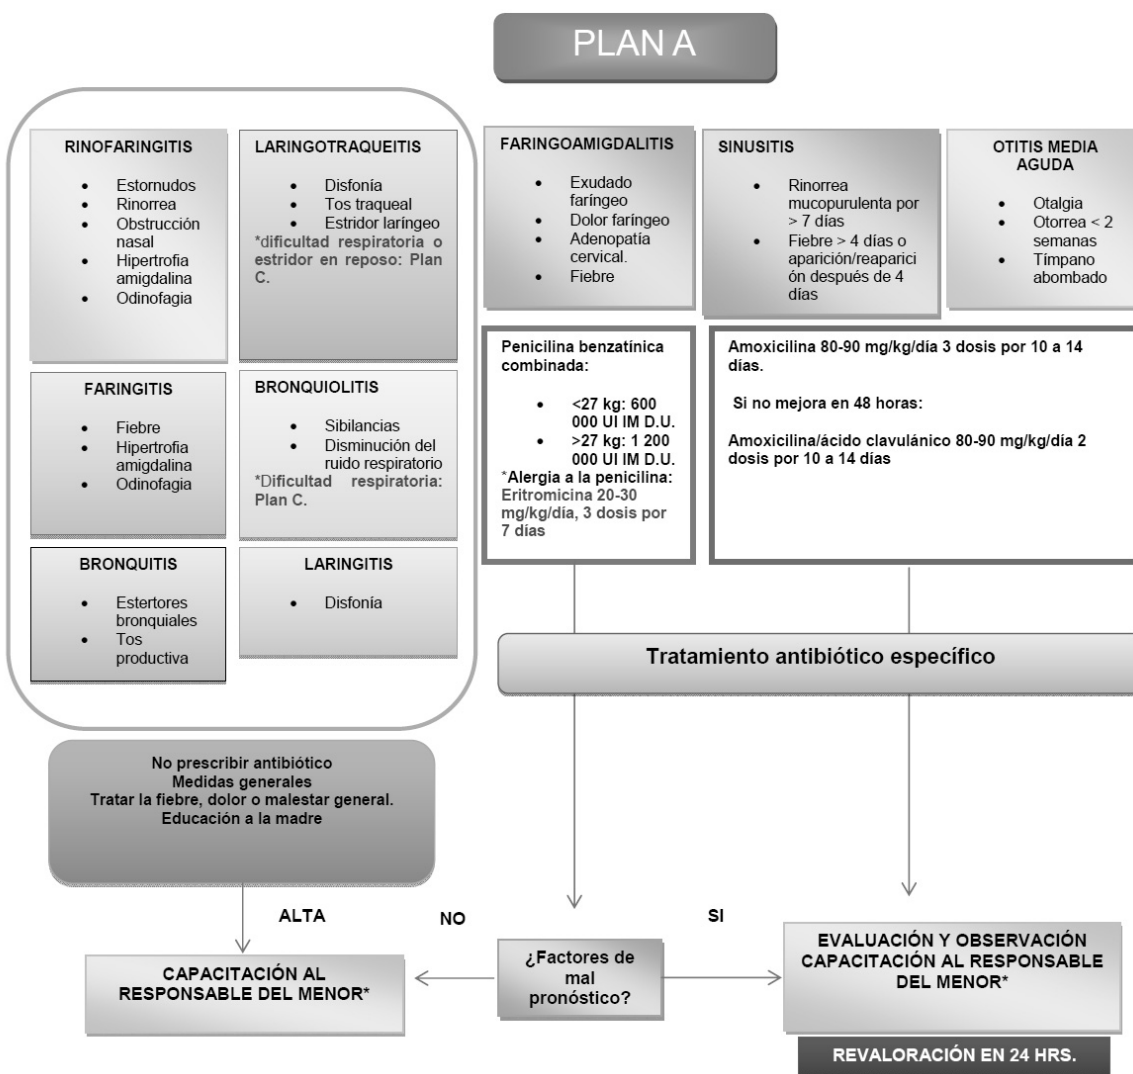 PLAN A
RINOFARINGITIS
• Estornudos
• Rinorrea
• Obstrucción
nasal
• Hipertrofia
amigdalina
• Odinofagia
LARINGOTRAQUEITIS
• Disfonía
• Tos traqueal
• Estridor laríngeo
*dificultad respiratoria o
estridor en reposo: Plan
C.
FARINGITIS
• Fiebre
• Hipertrofia
amigdalina
• Odinofagia
BRONQUIOLITIS
• Sibilancias
• Disminución del
ruido respiratorio
*Dificultad respiratoria:
Plan C.
BRONQUITIS
• Estertores
bronquiales
• Tos
productiva
LARINGITIS
• Disfonía
FARINGOAMIGDALITIS
• Exudado
faríngeo
• Dolor faríngeo
• Adenopatía
cervical.
• Fiebre
SINUSITIS
• Rinorrea
mucopurulenta por
> 7 días
• Fiebre > 4 días o
aparición/reaparici
ón después de 4
días
OTITIS MEDIA
AGUDA
• Otalgia
• Otorrea < 2
semanas
• Tímpano
abombado
Penicilina benzatínica
combinada:
• <27 kg: 600
000 UI IM D.U.
• >27 kg: 1 200
000 UI IM D.U.
*Alergia a la penicilina:
Eritromicina 20-30
mg/kg/día, 3 dosis por
7 días
Amoxicilina 80-90 mg/kg/día 3 dosis por 10 a 14
días.
Si no mejora en 48 horas:
Amoxicilina/ácido clavulánico 80-90 mg/kg/día 2
dosis por 10 a 14 días
Tratamiento antibiótico específico
No prescribir antibiótico
Medidas generales
Tratar la fiebre, dolor o malestar general.
Educación a la madre
ALTA
NO
SI
CAPACITACIÓN AL
RESPONSABLE DEL MENOR*
¿Factores de
mal
pronóstico?
EVALUACIÓN Y OBSERVACIÓN
CAPACITACIÓN AL RESPONSABLE
DEL MENOR*
REVALORACIÓN EN 24 HRS.